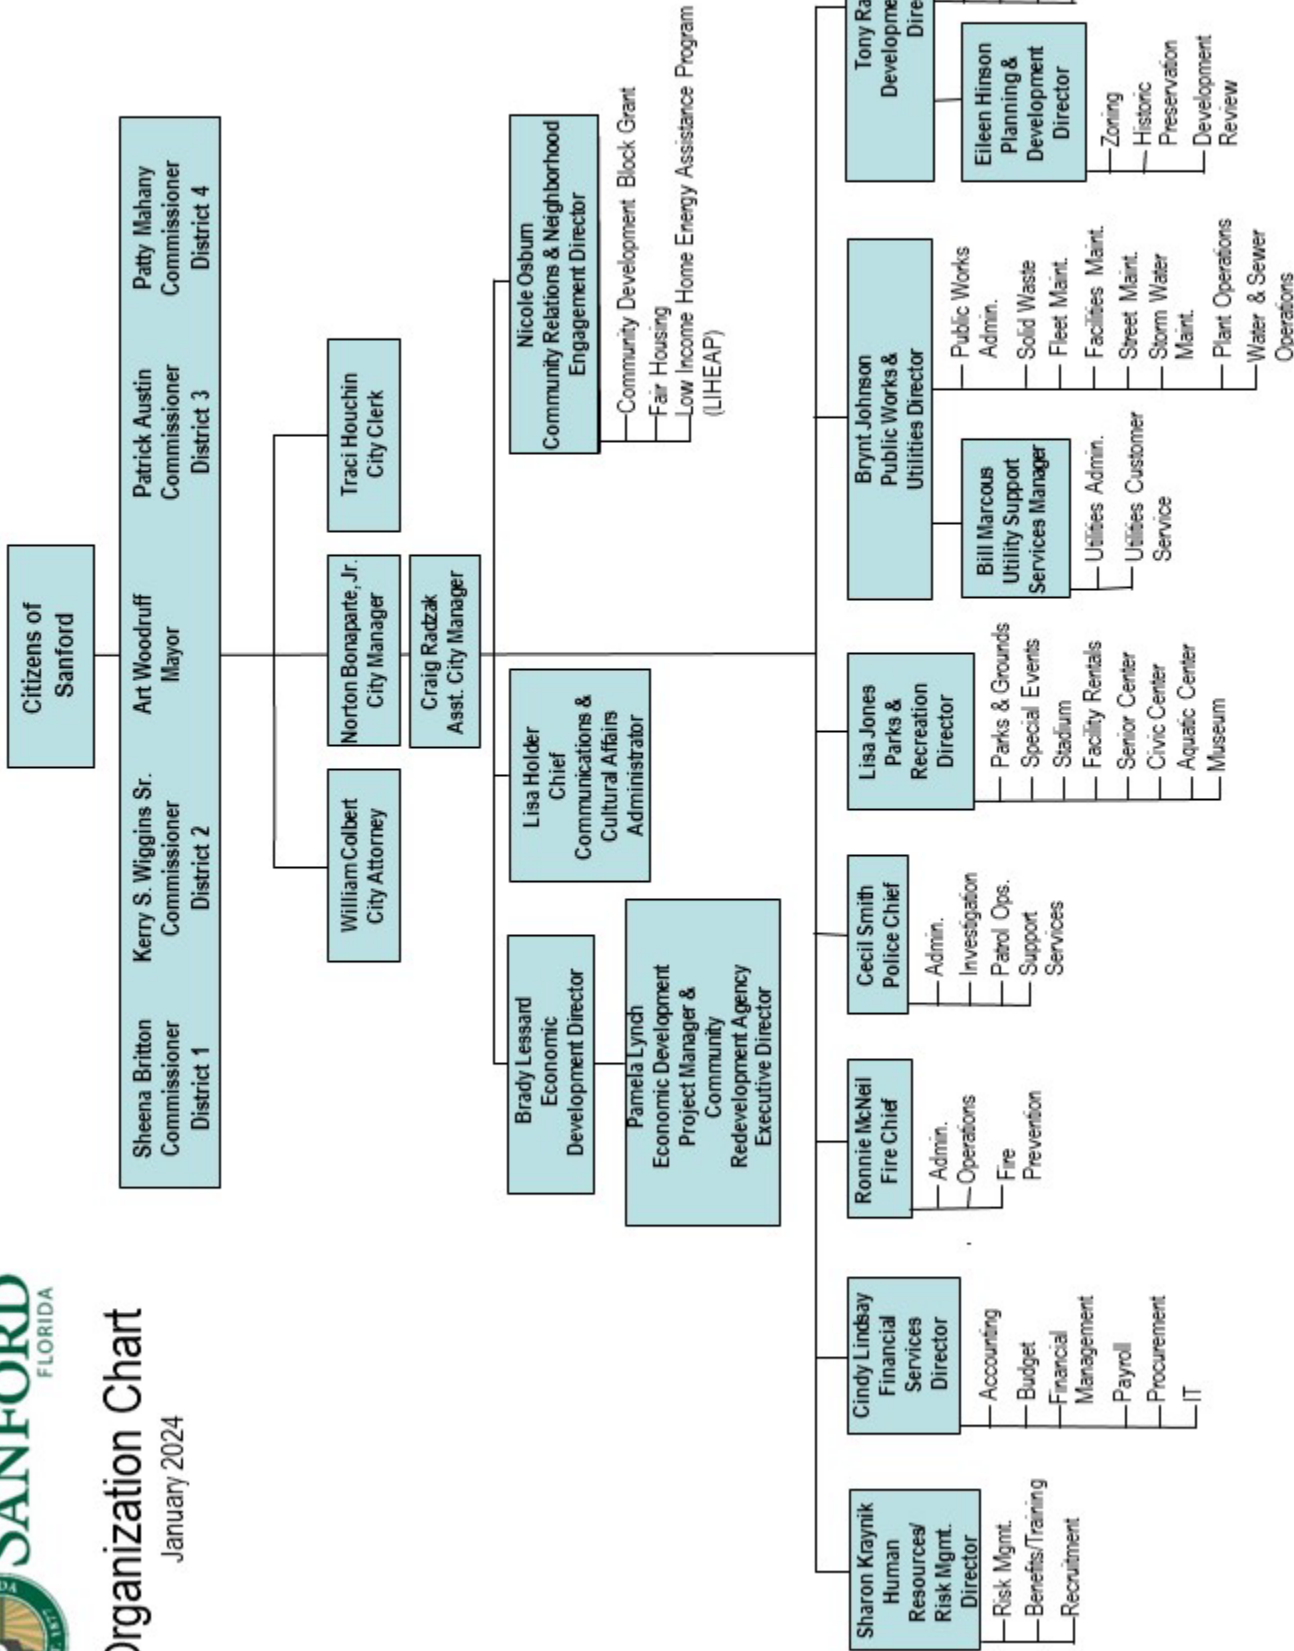 SANFORD
FLORIDA
Organization Chart
January 2024
Citizens of
Sanford
Sheena Britton
Commissioner
District 1
Kerry S. Wiggins Sr.
Commissioner
District 2
Art Woodruff
Mayor
Patrick Austin
Commissioner
District 3
Patty Mahany
Commissioner
District 4
William Colbert
City Attorney
Norton Bonaparte, Jr.
City Manager
Traci Houchin
City Clerk
Craig Radzak
Asst. City Manager
Brady Lessard
Economic
Development Director
Pamela Lynch
Economic Development
Project Manager &
Community
Redevelopment Agency
Executive Director
Lisa Holder
Chief
Communications &
Cultural Affairs
Administrator
Nicole Osburn
Community Relations & Neighborhood
Engagement Director
Community Development Block Grant
Fair Housing
Low Income Home Energy Assistance Program
(LIHEAP)
Sharon Kraynik
Human
Resources/
Risk Mgmt.
Director
Risk Mgmt.
Benefits/Training
Recruitment
Cindy Lindsay
Financial
Services
Director
Accounting
Budget
Financial
Management
Payroll
Procurement
IT
Ronnie McNeil
Fire Chief
Admin.
Operations
Fire
Prevention
Cecil Smith
Police Chief
Admin.
Investigation
Patrol Ops.
Support
Services
Lisa Jones
Parks &
Recreation
Director
Parks & Grounds
Special Events
Stadium
Facility Rentals
Senior Center
Civic Center
Aquatic Center
Museum
Brynt Johnson
Public Works &
Utilities Director
Bill Marcous
Utility Support
Services Manager
Utilities Admin.
Utilities Customer
Service
Public Works
Admin.
Solid Waste
Fleet Maint.
Facilities Maint.
Street Maint.
Storm Water
Maint.
Plant Operations
Water & Sewer
Operations
Tony Ra
Developme
Dire
Eileen Hinson
Planning &
Development
Director
Zoning
Historic
Preservation
Development
Review